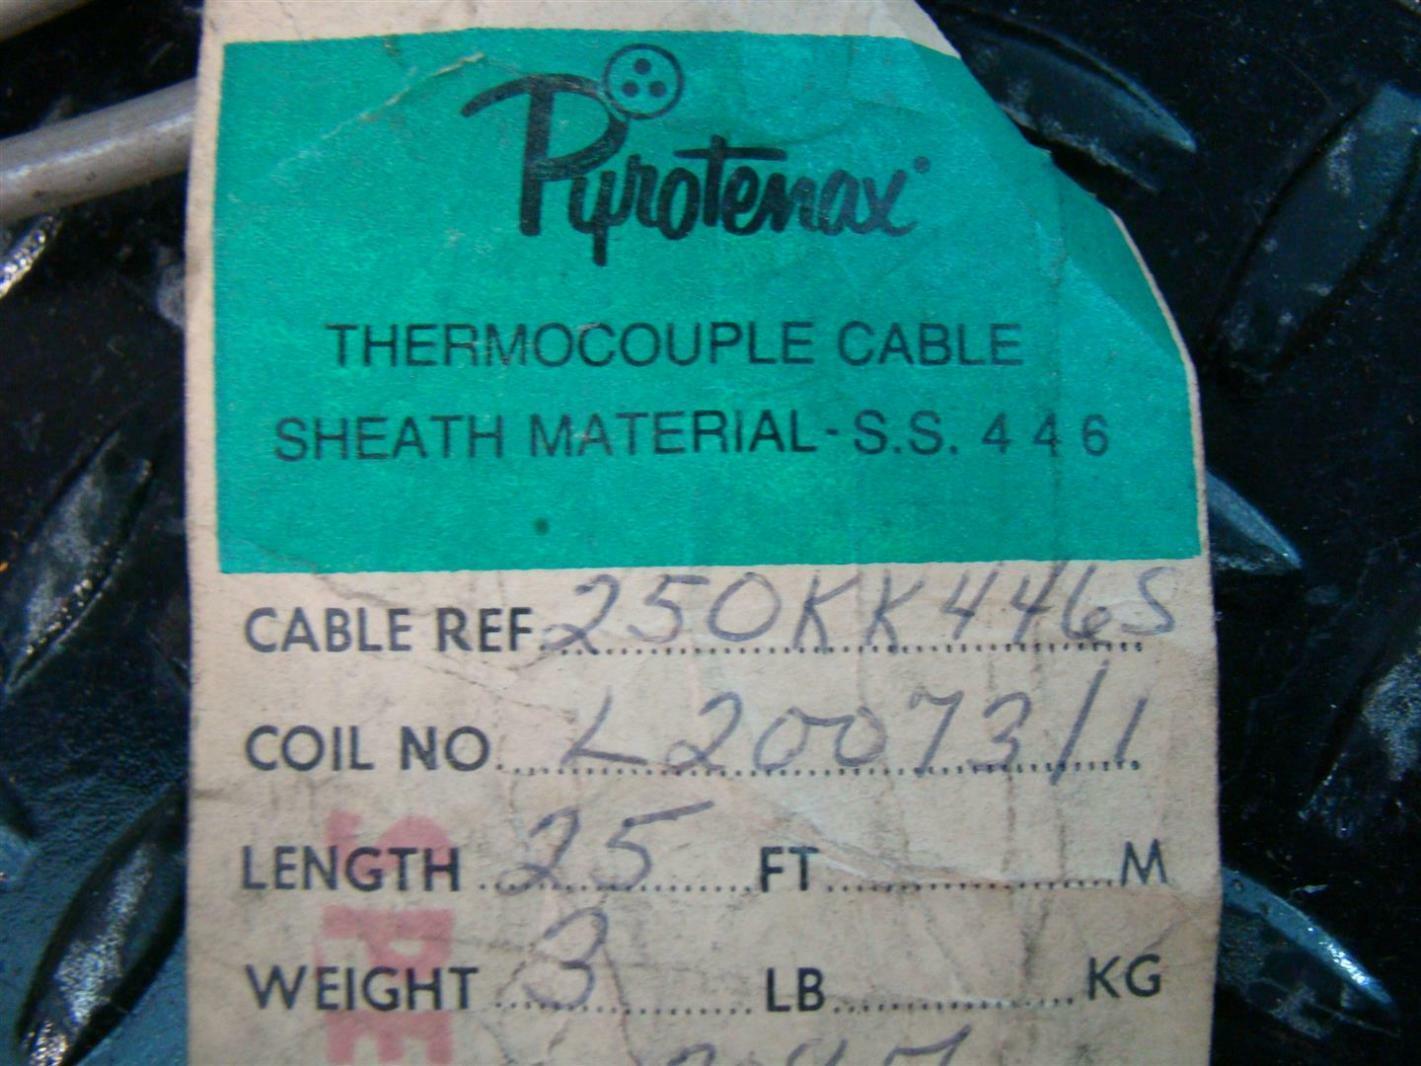 Pyrotenax
THERMOCOUPLE CABLE
SHEATH MATERIAL - S.S. 446
CABLE REF 250KK446S
COIL NO. L20073/1
LENGTH 25 FT M
WEIGHT 3 LB KG